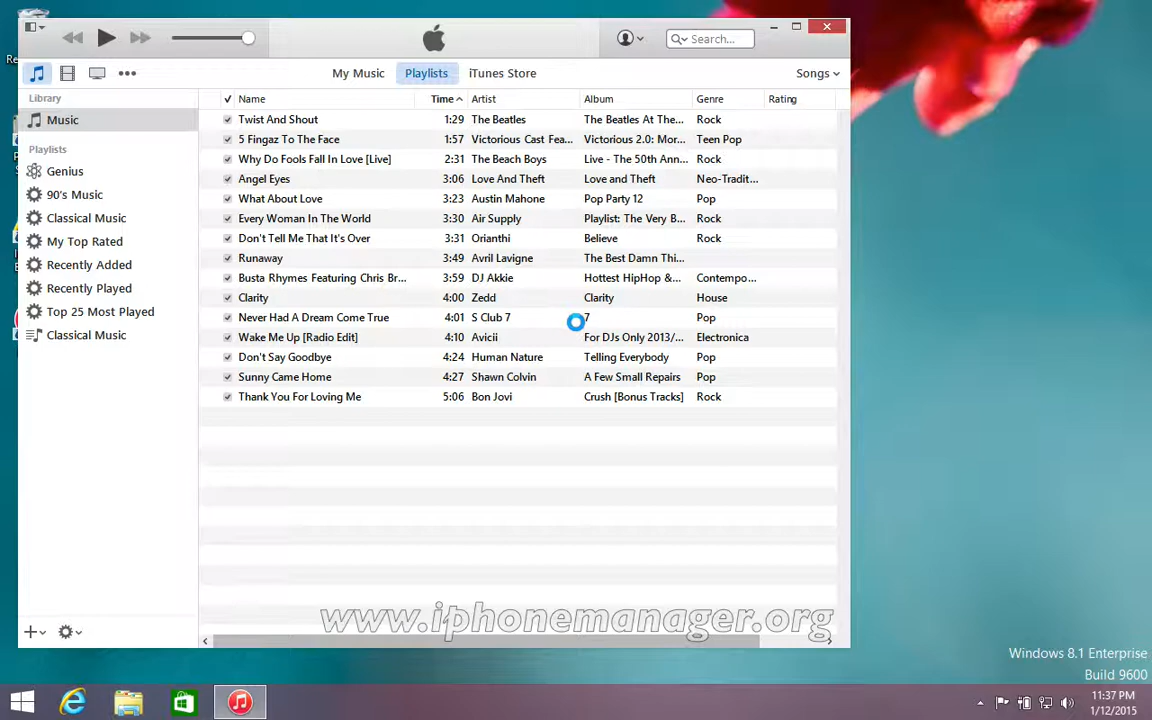 Search...
My Music Playlists iTunes Store Songs
Library
Music
Playlists
Genius
90's Music
Classical Music
My Top Rated
Recently Added
Recently Played
Top 25 Most Played
Classical Music
Name Time Artist Album Genre Rating
Twist And Shout 1:29 The Beatles The Beatles At The... Rock
5 Fingaz To The Face 1:57 Victorious Cast Fea... Victorious 2.0: Mor... Teen Pop
Why Do Fools Fall In Love [Live] 2:31 The Beach Boys Live - The 50th Ann... Rock
Angel Eyes 3:06 Love And Theft Love and Theft Neo-Tradit...
What About Love 3:23 Austin Mahone Pop Party 12 Pop
Every Woman In The World 3:30 Air Supply Playlist: The Very B... Rock
Don't Tell Me That It's Over 3:31 Orianthi Believe Rock
Runaway 3:49 Avril Lavigne The Best Damn Thi...
Busta Rhymes Featuring Chris Br... 3:59 DJ Akkie Hottest HipHop &... Contempo...
Clarity 4:00 Zedd Clarity House
Never Had A Dream Come True 4:01 S Club 7 7 Pop
Wake Me Up [Radio Edit] 4:10 Avicii For DJs Only 2013/... Electronica
Don't Say Goodbye 4:24 Human Nature Telling Everybody Pop
Sunny Came Home 4:27 Shawn Colvin A Few Small Repairs Pop
Thank You For Loving Me 5:06 Bon Jovi Crush [Bonus Tracks] Rock
www.iphonemanager.org
Windows 8.1 Enterprise
Build 9600
11:37 PM
1/12/2015